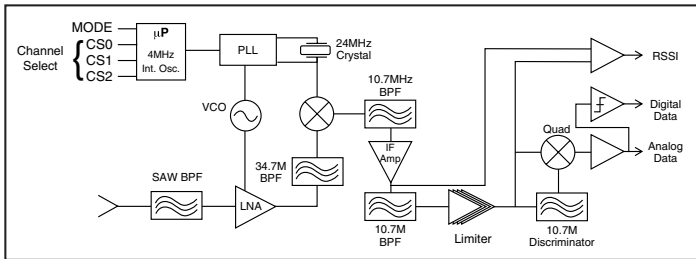 MODE
Channel
Select
CS0
CS1
CS2
µP
4MHz
Int. Osc.
PLL
24MHz
Crystal
VCO
10.7MHz
BPF
RSSI
Digital
Data
Quad
Analog
Data
IF
Amp
34.7M
BPF
SAW BPF
LNA
10.7M
BPF
Limiter
10.7M
Discriminator